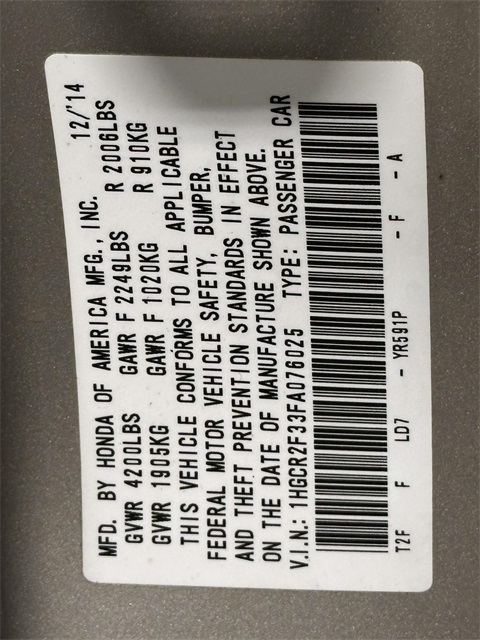 MFD. BY HONDA OF AMERICA MFG., INC. 12/'14
GVWR 4200LBS GAWR F 2249LBS R 2006LBS
GVWR 1905KG GAWR F 1020KG R 910KG
THIS VEHICLE CONFORMS TO ALL APPLICABLE
FEDERAL MOTOR VEHICLE SAFETY, BUMPER,
AND THEFT PREVENTION STANDARDS IN EFFECT
ON THE DATE OF MANUFACTURE SHOWN ABOVE.
V.I.N.: 1HGCR2F33FA076025 TYPE: PASSENGER CAR
T2F F LD7 - YR591P - F - A